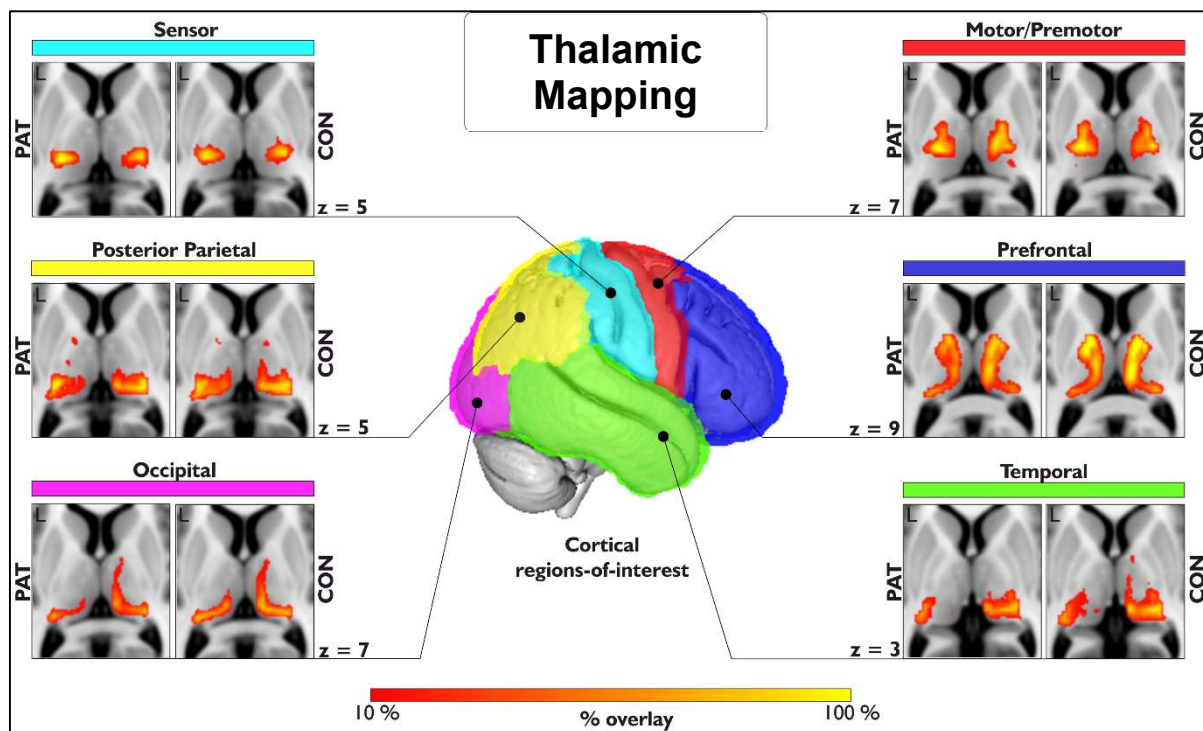 Thalamic
Mapping
Sensor
L
L
PAT
CON
z = 5
Posterior Parietal
L
L
PAT
CON
z = 5
Occipital
L
L
PAT
CON
z = 7
Motor/Premotor
L
L
PAT
CON
z = 7
Prefrontal
L
L
PAT
CON
z = 9
Temporal
L
L
PAT
CON
z = 3
Cortical
regions-of-interest
10 %
% overlay
100 %